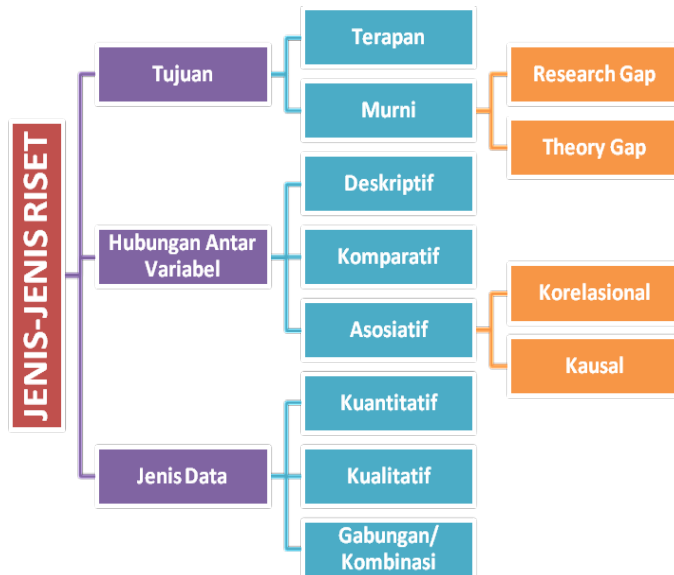 JENIS-JENIS RISET
Tujuan
Terapan
Murni
Research Gap
Theory Gap
Hubungan Antar
Variabel
Deskriptif
Komparatif
Asosiatif
Korelasional
Kausal
Jenis Data
Kuantitatif
Kualitatif
Gabungan/
Kombinasi